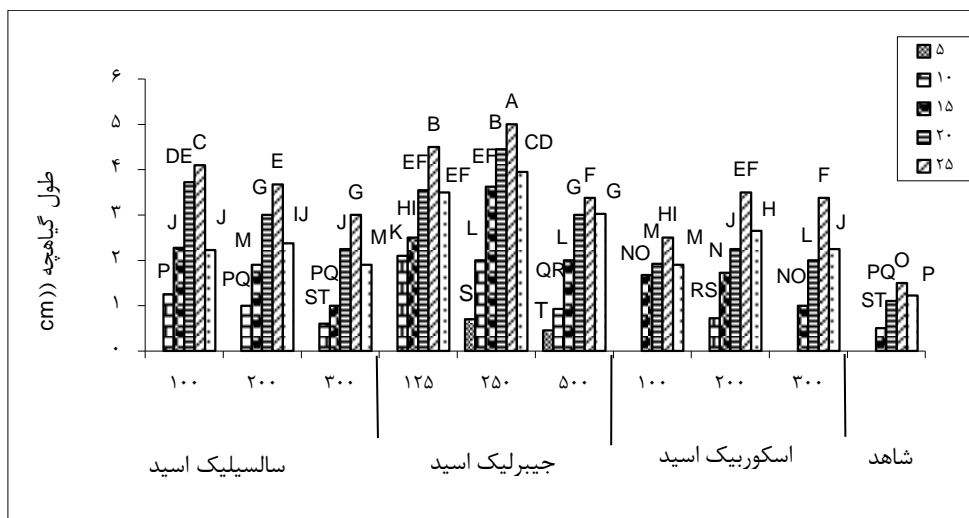 ۵
۱۰
۱۵
۲۰
۲۵
طول گیاهچه ((cm
۶
۵
۴
۳
۲
۱
۰
P J DE C J
PQ M G E IJ
PQ ST J G M
K HI EF B EF
S L EF B A CD
T QR L G F G
NO M HI M
RS N J EF H
NO L F J
ST PQ O P
۱۰۰ ۲۰۰ ۳۰۰ ۱۲۵ ۲۵۰ ۵۰۰ ۱۰۰ ۲۰۰ ۳۰۰
سالسیلیک اسید
جیبرلیک اسید
اسکوربیک اسید
شاهد